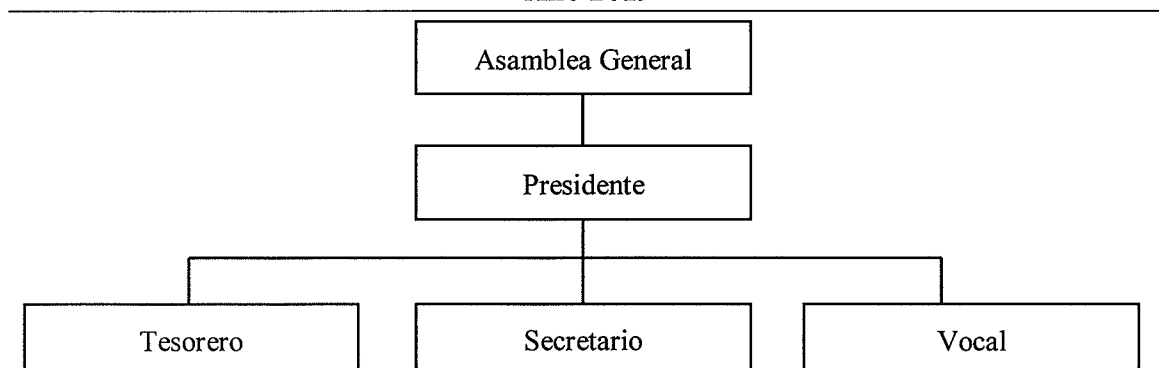 Asamblea General
Presidente
Tesorero
Secretario
Vocal